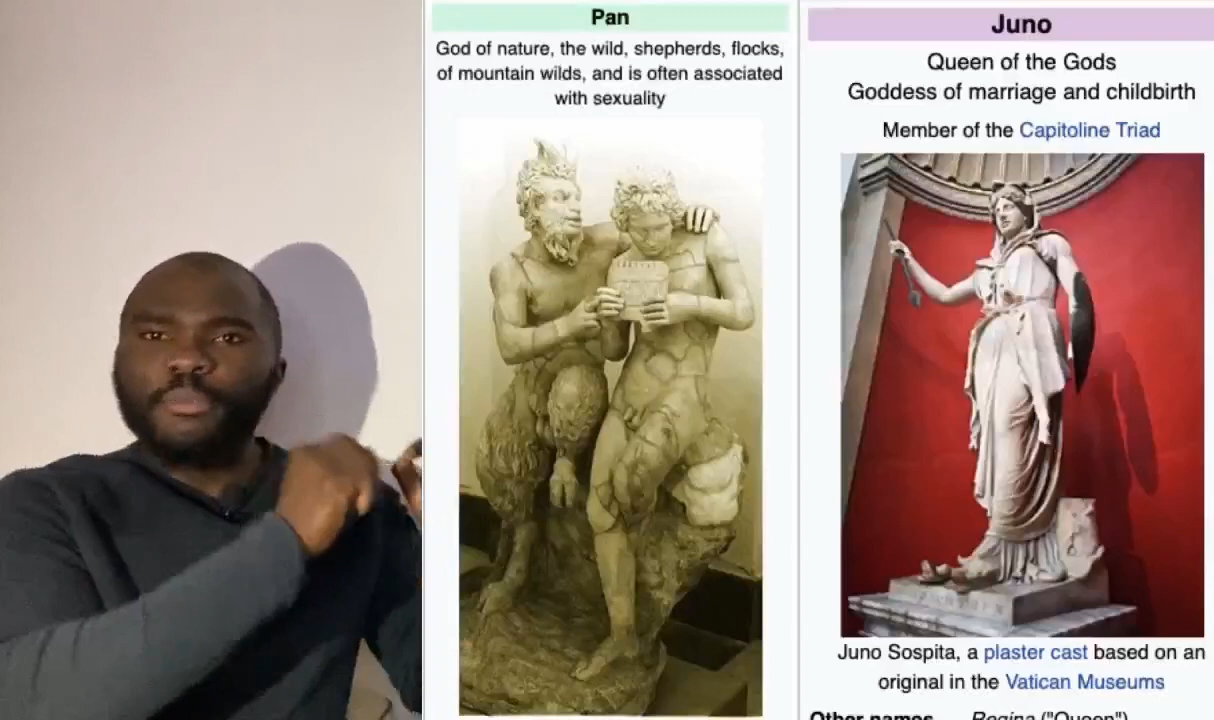 Pan
God of nature, the wild, shepherds, flocks,
of mountain wilds, and is often associated
with sexuality
Juno
Queen of the Gods
Goddess of marriage and childbirth
Member of the Capitoline Triad
Juno Sospita, a plaster cast based on an
original in the Vatican Museums
Other names Regina ("Queen")